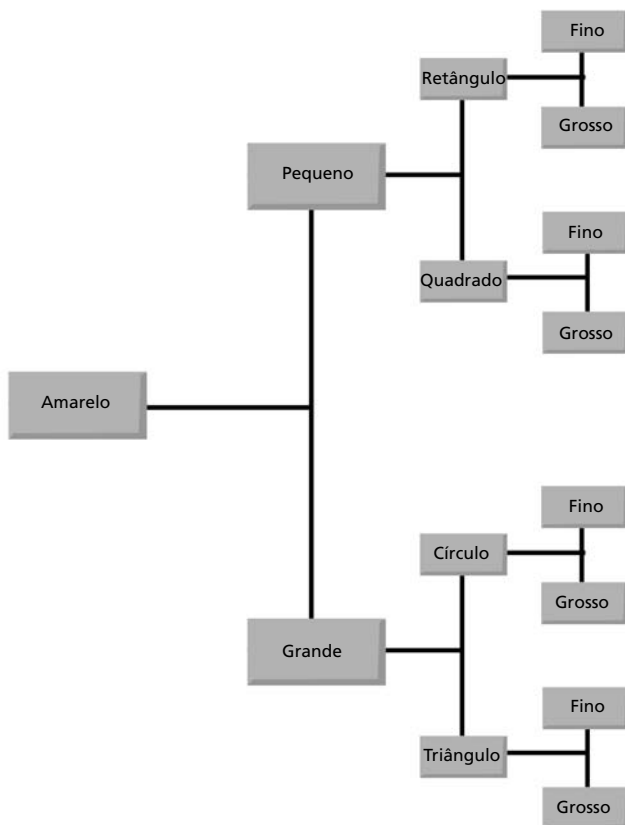 Fino
Retângulo
Grosso
Pequeno
Fino
Quadrado
Grosso
Amarelo
Fino
Círculo
Grosso
Grande
Fino
Triângulo
Grosso